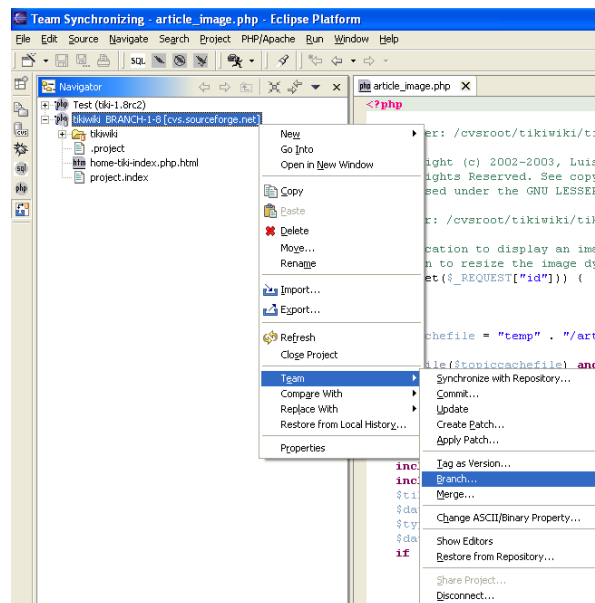 Team Synchronizing - article_image.php - Eclipse Platform
File Edit Source Navigate Search Project PHP/Apache Run Window Help
SQL
Navigator
article_image.php
Test (tiki-1.8rc2)
tikiwiki BRANCH-1-8 [cvs.sourceforge.net]
tikiwiki
.project
home-tiki-index.php.html
project.index
New
Go Into
Open in New Window
Copy
Paste
Delete
Move...
Rename
Import...
Export...
Refresh
Close Project
Team
Compare With
Replace With
Restore from Local History...
Properties
Synchronize with Repository...
Commit...
Update
Create Patch...
Apply Patch...
Tag as Version...
Branch...
Merge...
Change ASCII/Binary Property...
Show Editors
Restore from Repository...
Share Project...
Disconnect...
<?php
er: /cvsroot/tikiwiki/ti
ight (c) 2002-2003, Luis
ights Reserved. See copy
sed under the GNU LESSER
r: /cvsroot/tikiwiki/tik
cation to display an ima
n to resize the image dy
et($_REQUEST["id"])) {
chefile = "temp" . "/art
ile($topiccachefile) and
inc
inc
$ti
$da
$ty
$da
if